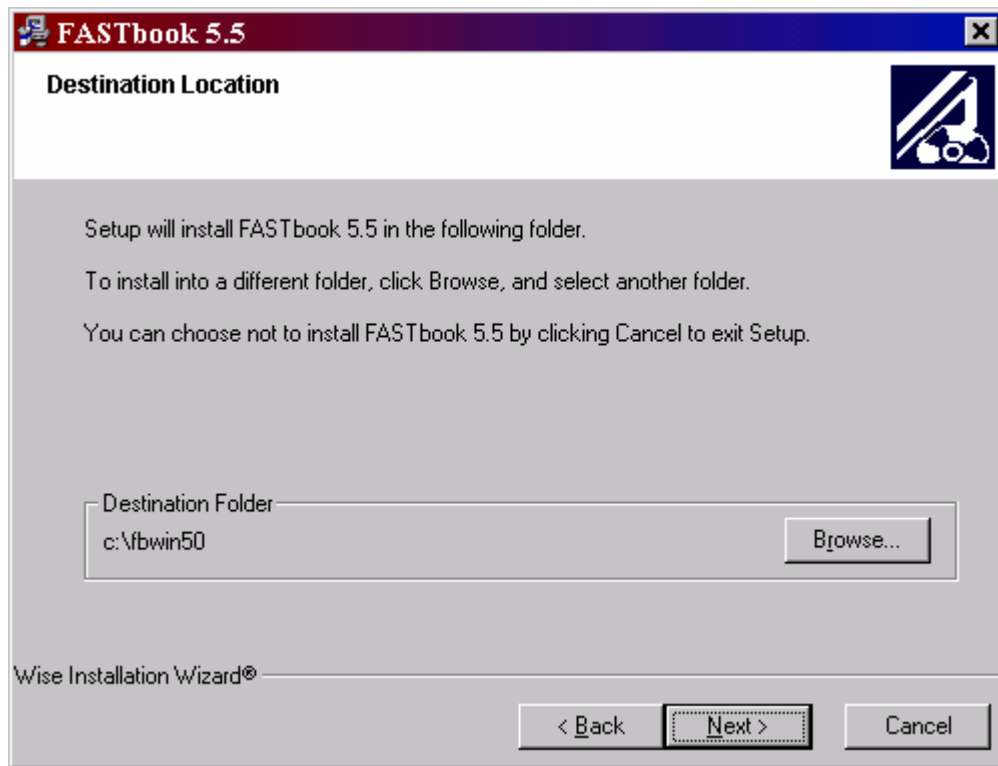 FASTbook 5.5
Destination Location
Setup will install FASTbook 5.5 in the following folder.
To install into a different folder, click Browse, and select another folder.
You can choose not to install FASTbook 5.5 by clicking Cancel to exit Setup.
Destination Folder
c:\fbwin50
Browse...
Wise Installation Wizard®
< Back
Next >
Cancel